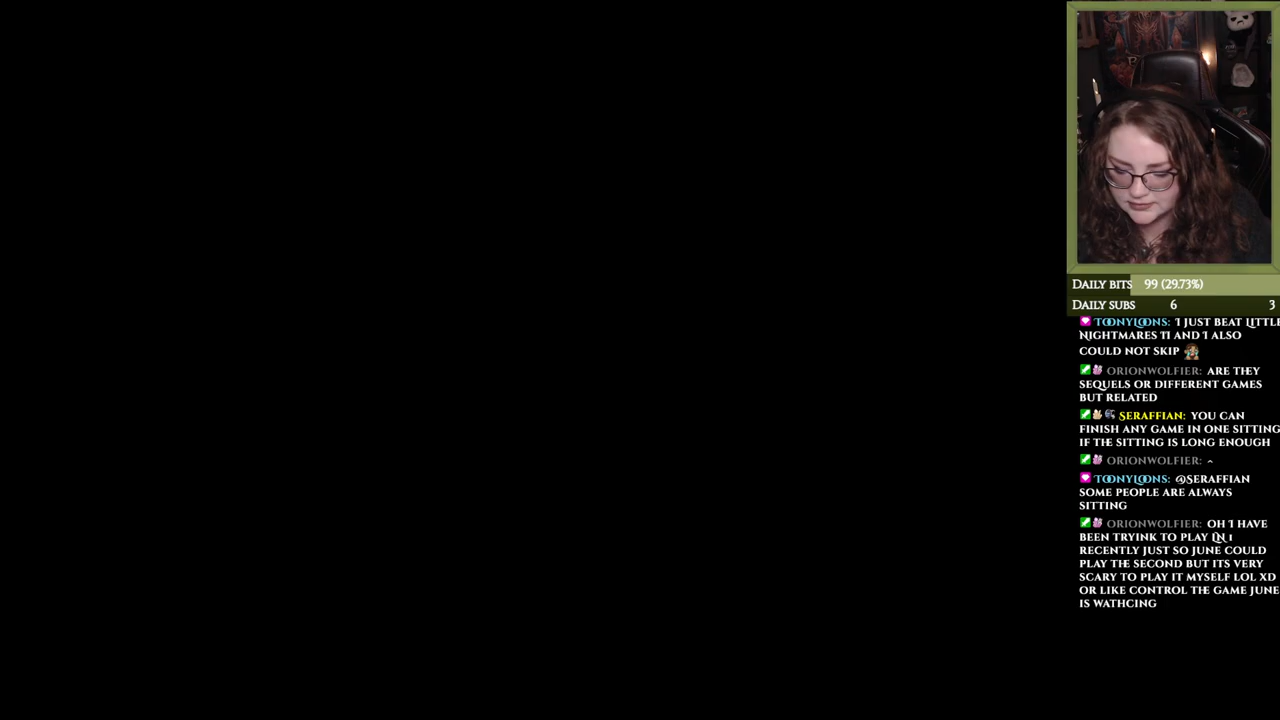 DAILY BITS 99 (29.73%)
DAILY SUBS 6 3
TOONYLOONS: I JUST BEAT LITTLE
NIGHTMARES II AND I ALSO
COULD NOT SKIP
ORIONWOLFIER: ARE THEY
SEQUELS OR DIFFERENT GAMES
BUT RELATED
SERAFFIAN: YOU CAN
FINISH ANY GAME IN ONE SITTING
IF THE SITTING IS LONG ENOUGH
ORIONWOLFIER: ^
TOONYLOONS: @SERAFFIAN
SOME PEOPLE ARE ALWAYS
SITTING
ORIONWOLFIER: OH I HAVE
BEEN TRYINK TO PLAY LN 1
RECENTLY JUST SO JUNE COULD
PLAY THE SECOND BUT ITS VERY
SCARY TO PLAY IT MYSELF LOL XD
OR LIKE CONTROL THE GAME JUNE
IS WATHCING